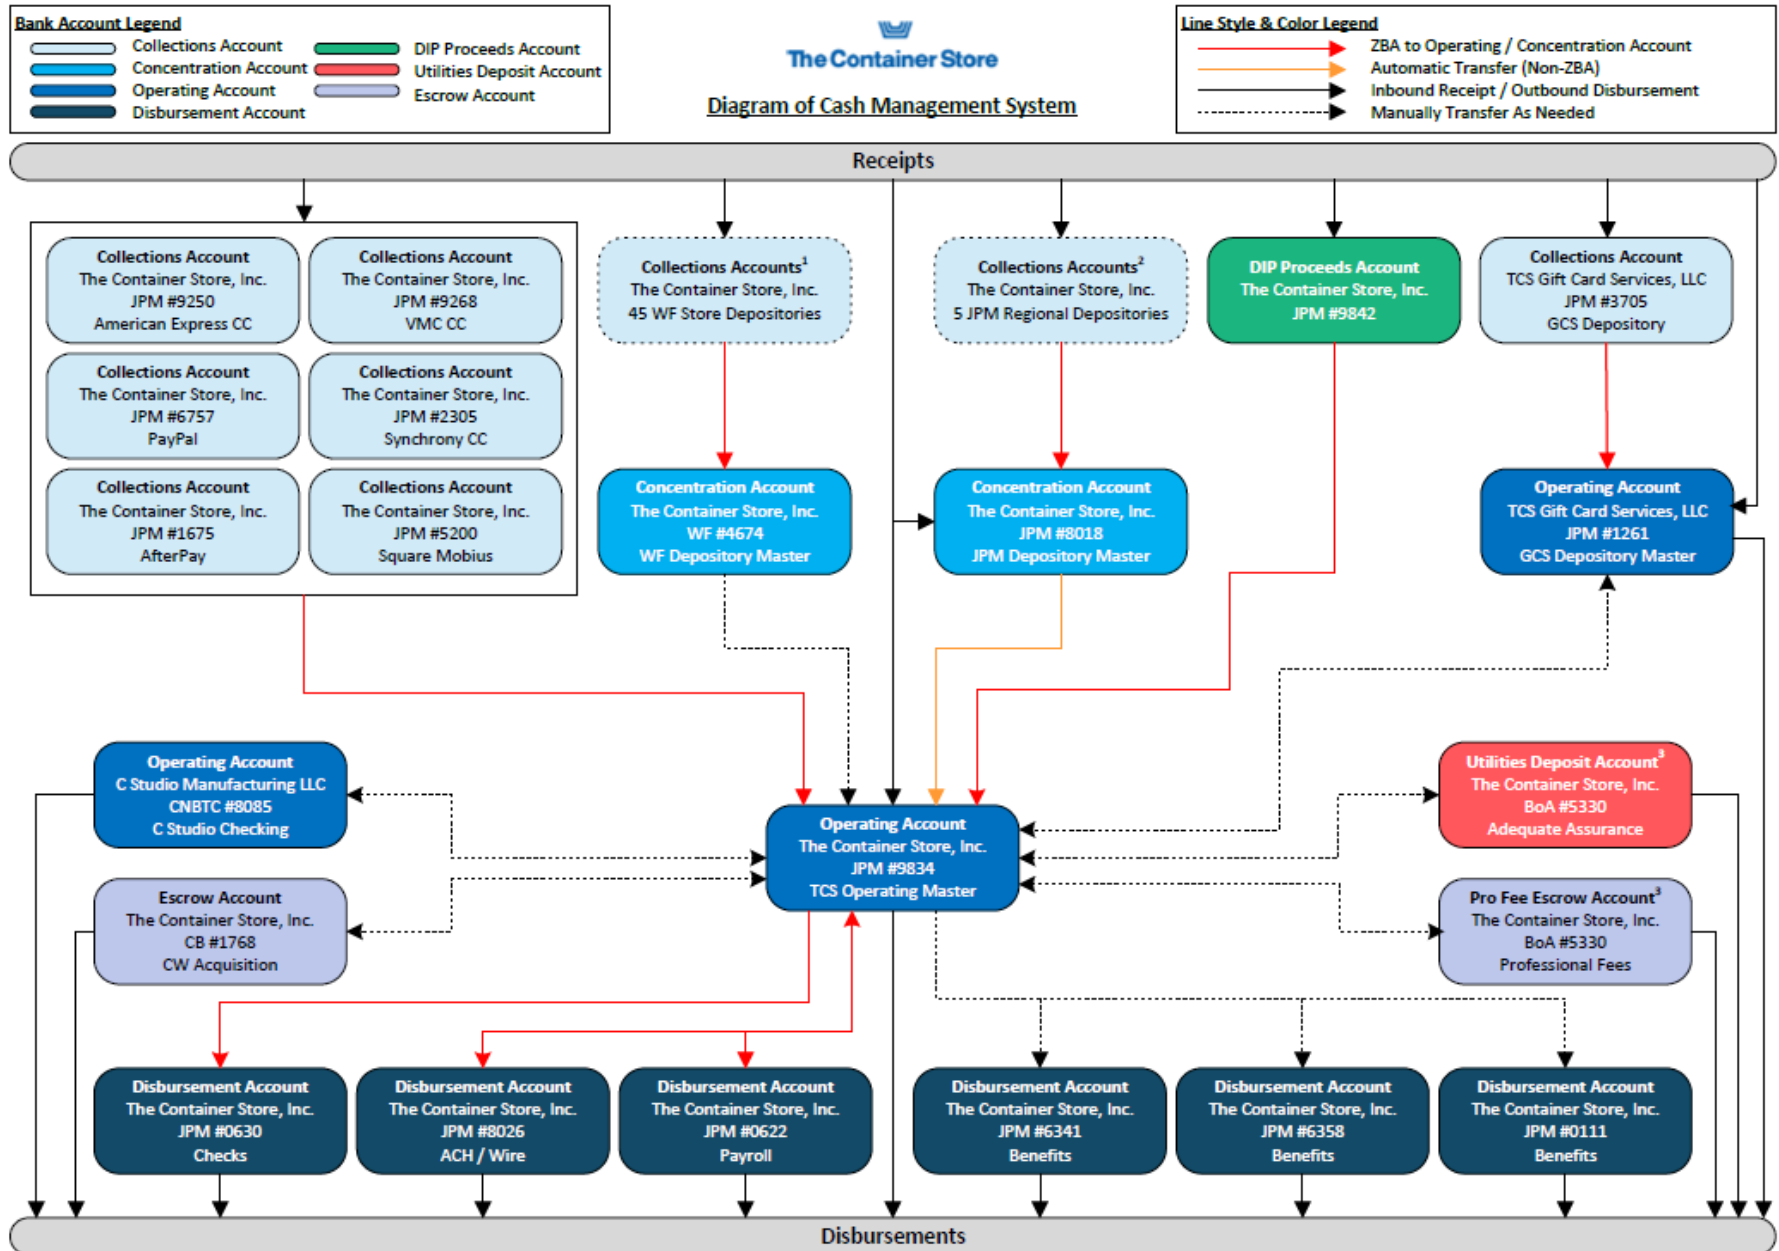 Bank Account Legend
Collections Account
Concentration Account
Operating Account
Disbursement Account
DIP Proceeds Account
Utilities Deposit Account
Escrow Account
The Container Store
Diagram of Cash Management System
Line Style & Color Legend
ZBA to Operating / Concentration Account
Automatic Transfer (Non-ZBA)
Inbound Receipt / Outbound Disbursement
Manually Transfer As Needed
Receipts
Collections Account
The Container Store, Inc.
JPM #9250
American Express CC
Collections Account
The Container Store, Inc.
JPM #9268
VMC CC
Collections Account
The Container Store, Inc.
JPM #6757
PayPal
Collections Account
The Container Store, Inc.
JPM #2305
Synchrony CC
Collections Account
The Container Store, Inc.
JPM #1675
AfterPay
Collections Account
The Container Store, Inc.
JPM #5200
Square Mobius
Collections Accounts¹
The Container Store, Inc.
45 WF Store Depositories
Collections Accounts²
The Container Store, Inc.
5 JPM Regional Depositories
DIP Proceeds Account
The Container Store, Inc.
JPM #9842
Collections Account
TCS Gift Card Services, LLC
JPM #3705
GCS Depository
Concentration Account
The Container Store, Inc.
WF #4674
WF Depository Master
Concentration Account
The Container Store, Inc.
JPM #8018
JPM Depository Master
Operating Account
TCS Gift Card Services, LLC
JPM #1261
GCS Depository Master
Operating Account
C Studio Manufacturing LLC
CNBTC #8085
C Studio Checking
Operating Account
The Container Store, Inc.
JPM #9834
TCS Operating Master
Utilities Deposit Account³
The Container Store, Inc.
BoA #5330
Adequate Assurance
Escrow Account
The Container Store, Inc.
CB #1768
CW Acquisition
Pro Fee Escrow Account³
The Container Store, Inc.
BoA #5330
Professional Fees
Disbursement Account
The Container Store, Inc.
JPM #0630
Checks
Disbursement Account
The Container Store, Inc.
JPM #8026
ACH / Wire
Disbursement Account
The Container Store, Inc.
JPM #0622
Payroll
Disbursement Account
The Container Store, Inc.
JPM #6341
Benefits
Disbursement Account
The Container Store, Inc.
JPM #6358
Benefits
Disbursement Account
The Container Store, Inc.
JPM #0111
Benefits
Disbursements